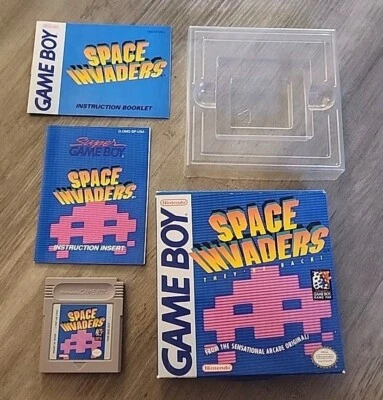 GAME BOY
SPACE
INVADERS
INSTRUCTION BOOKLET
Super
GAME BOY
SPACE
INVADERS
INSTRUCTION INSERT
SPACE
INVADERS
Nintendo
GAME BOY
SPACE
INVADERS
THEY'RE BACK!
FROM THE SENSATIONAL ARCADE ORIGINAL!
Nintendo